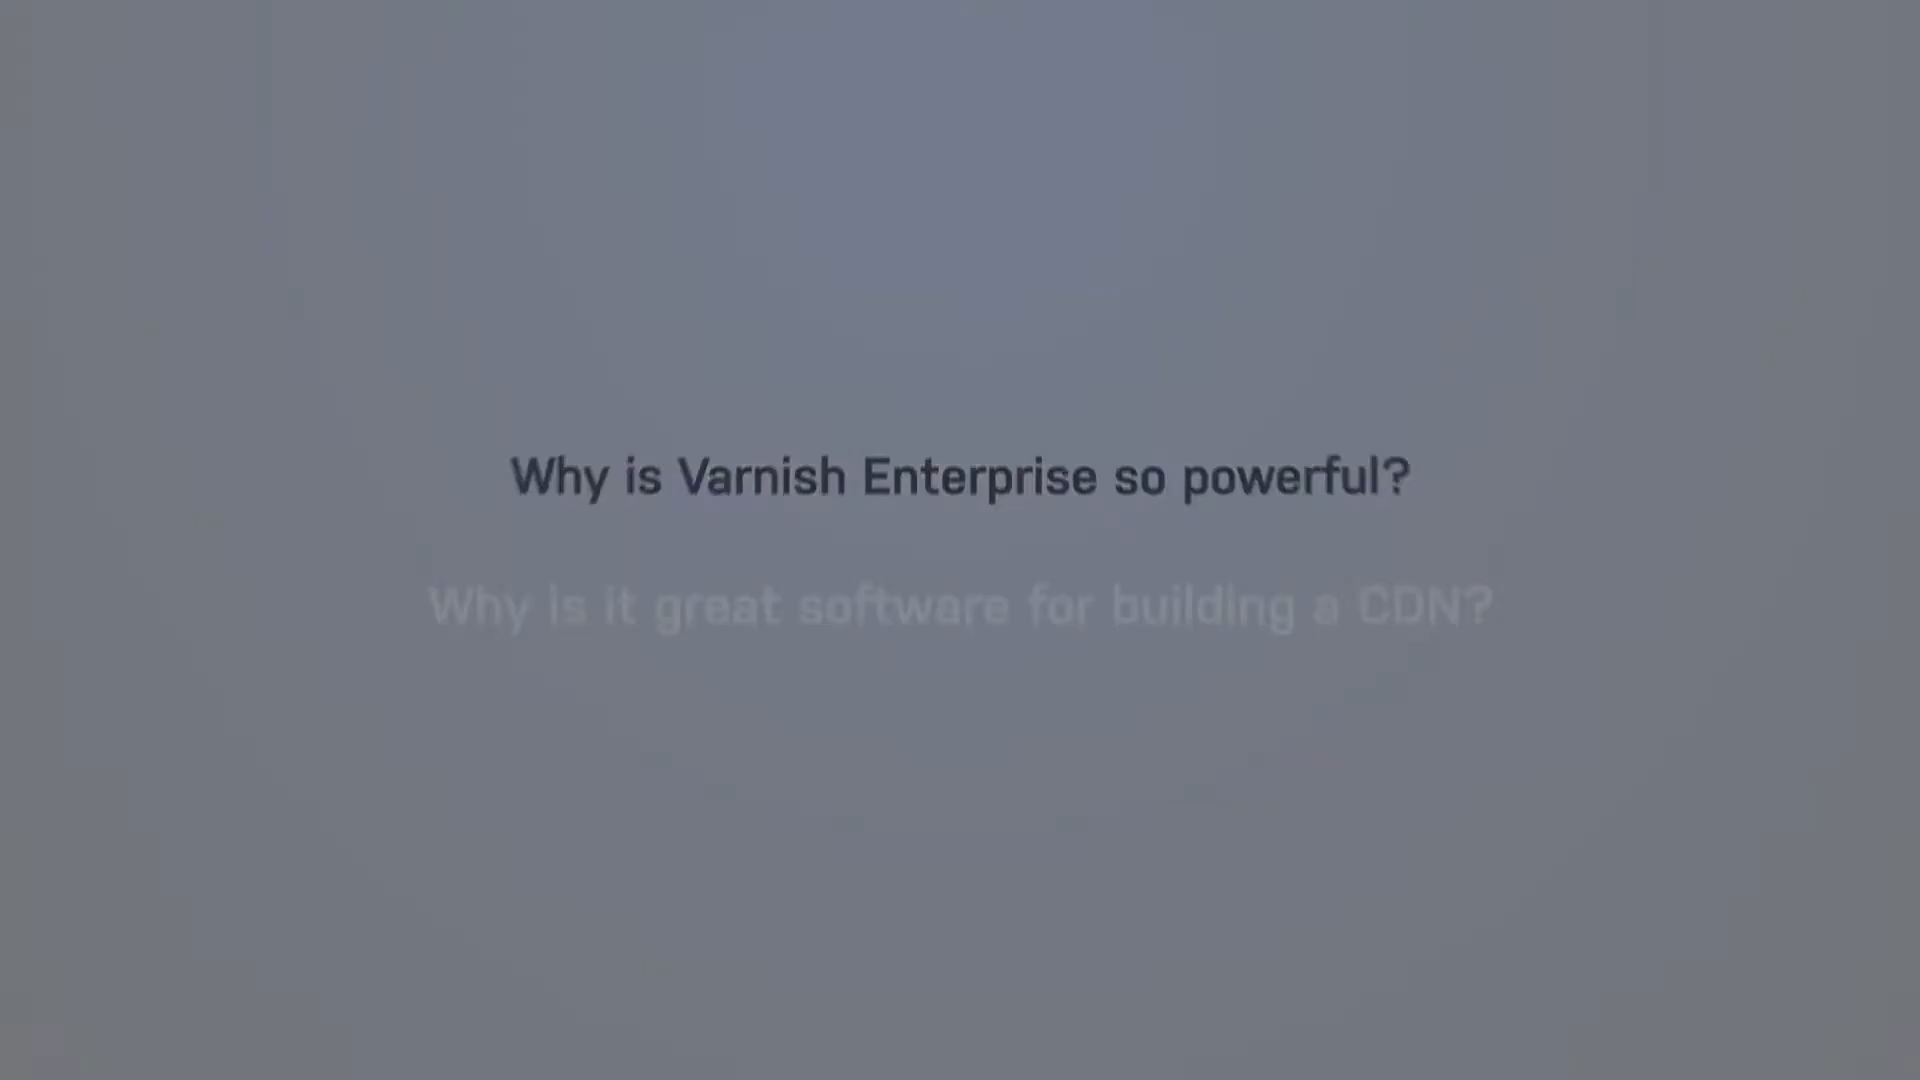 Why is Varnish Enterprise so powerful?
Why is it great software for building a CDN?